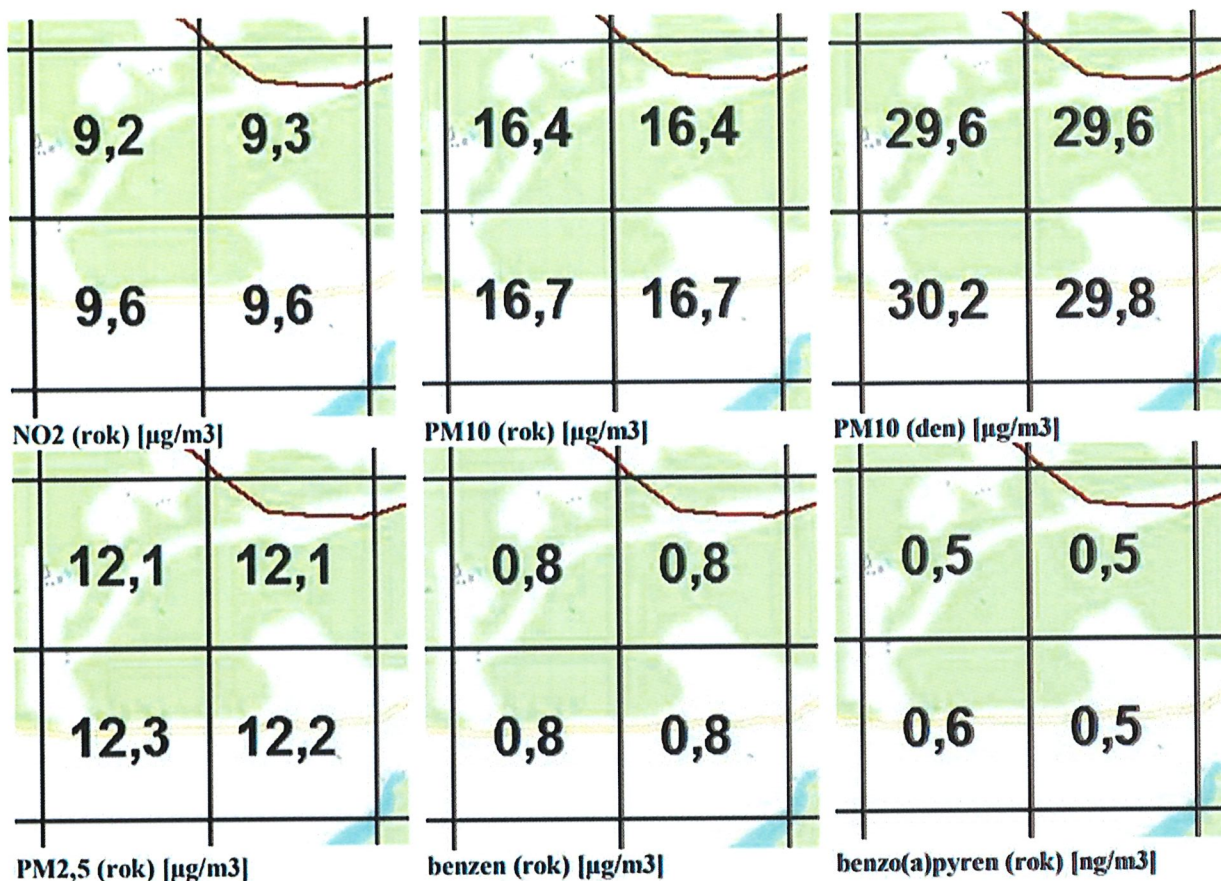 9,2 9,3
9,6 9,6
NO2 (rok) [µg/m3]
16,4 16,4
16,7 16,7
PM10 (rok) [µg/m3]
29,6 29,6
30,2 29,8
PM10 (den) [µg/m3]
12,1 12,1
12,3 12,2
PM2,5 (rok) [µg/m3]
0,8 0,8
0,8 0,8
benzen (rok) [µg/m3]
0,5 0,5
0,6 0,5
benzo(a)pyren (rok) [ng/m3]